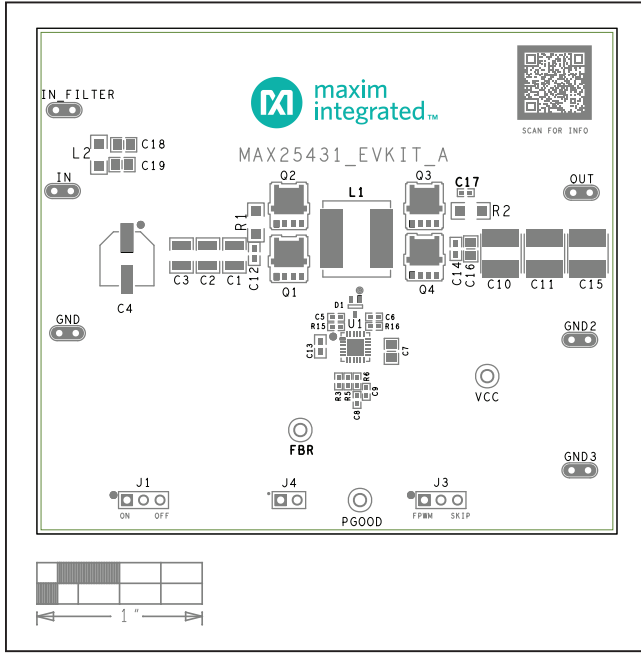 maxim
integrated™
SCAN FOR INFO
MAX25431_EVKIT_A
IN_FILTER
L2
C18
C19
IN
Q2
L1
Q3
C17
OUT
R1
R2
C4
C3
C2
C1
C12
Q1
Q4
C14
C16
C10
C11
C15
GND
D1
C5
R15
U1
C6
R16
C13
C7
GND2
R3
R5
R6
C8
C9
VCC
FBR
GND3
J1
ON OFF
J4
PGOOD
J3
FPWM SKIP
1 "